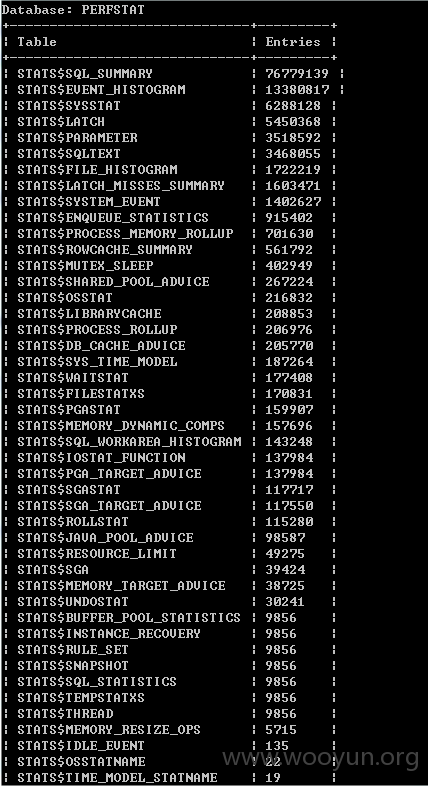 Database: PERFSTAT
+------------------------------+---------+
| Table | Entries |
+------------------------------+---------+
| STATS$SQL_SUMMARY | 76779139 |
| STATS$EVENT_HISTOGRAM | 13380817 |
| STATS$SYSSTAT | 6288128 |
| STATS$LATCH | 5450368 |
| STATS$PARAMETER | 3518592 |
| STATS$SQLTEXT | 3468055 |
| STATS$FILE_HISTOGRAM | 1722219 |
| STATS$LATCH_MISSES_SUMMARY | 1603471 |
| STATS$SYSTEM_EVENT | 1402627 |
| STATS$ENQUEUE_STATISTICS | 915402 |
| STATS$PROCESS_MEMORY_ROLLUP | 701630 |
| STATS$ROWCACHE_SUMMARY | 561792 |
| STATS$MUTEX_SLEEP | 402949 |
| STATS$SHARED_POOL_ADVICE | 267224 |
| STATS$OSSTAT | 216832 |
| STATS$LIBRARYCACHE | 208853 |
| STATS$PROCESS_ROLLUP | 206976 |
| STATS$DB_CACHE_ADVICE | 205770 |
| STATS$SYS_TIME_MODEL | 187264 |
| STATS$WAITSTAT | 177408 |
| STATS$FILESTATXS | 170831 |
| STATS$PGASTAT | 159907 |
| STATS$MEMORY_DYNAMIC_COMPS | 157696 |
| STATS$SQL_WORKAREA_HISTOGRAM | 143248 |
| STATS$IOSTAT_FUNCTION | 137984 |
| STATS$PGA_TARGET_ADVICE | 137984 |
| STATS$SGASTAT | 117717 |
| STATS$SGA_TARGET_ADVICE | 117550 |
| STATS$ROLLSTAT | 115280 |
| STATS$JAVA_POOL_ADVICE | 98587 |
| STATS$RESOURCE_LIMIT | 49275 |
| STATS$SGA | 39424 |
| STATS$MEMORY_TARGET_ADVICE | 38725 |
| STATS$UNDOSTAT | 30241 |
| STATS$BUFFER_POOL_STATISTICS | 9856 |
| STATS$INSTANCE_RECOVERY | 9856 |
| STATS$RULE_SET | 9856 |
| STATS$SNAPSHOT | 9856 |
| STATS$SQL_STATISTICS | 9856 |
| STATS$TEMPSTATXS | 9856 |
| STATS$THREAD | 9856 |
| STATS$MEMORY_RESIZE_OPS | 5715 |
| STATS$IDLE_EVENT | 135 |
| STATS$OSSTATNAME | 22 |
| STATS$TIME_MODEL_STATNAME | 19 |
www.wooyun.org